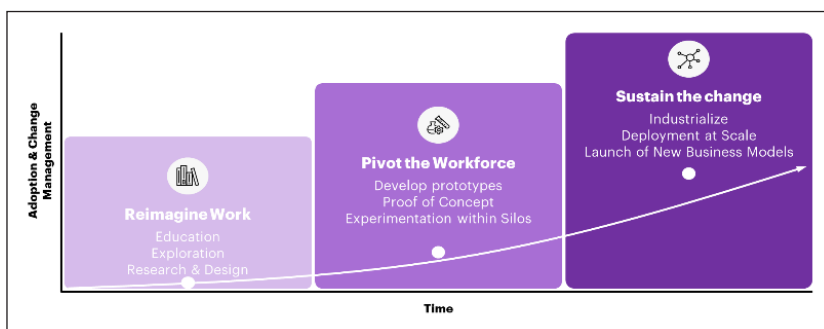 Adoption & Change
Management
Reimagine Work
Education
Exploration
Research & Design
Pivot the Workforce
Develop prototypes
Proof of Concept
Experimentation within Silos
Sustain the change
Industrialize
Deployment at Scale
Launch of New Business Models
Time